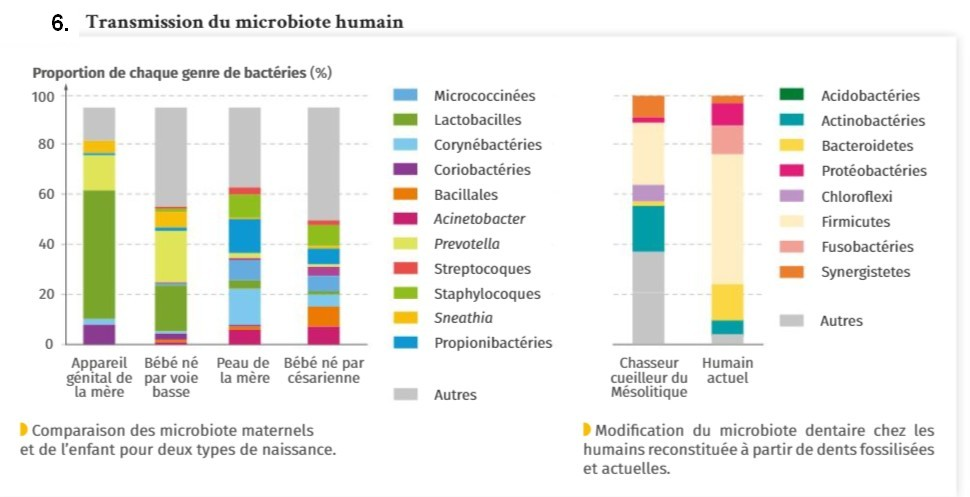 6. Transmission du microbiote humain
Proportion de chaque genre de bactéries (%)
100
80
60
40
20
0
Appareil
génital de
la mère
Bébé né
par voie
basse
Peau de
la mère
Bébé né par
césarienne
Micrococcinées
Lactobacilles
Corynébactéries
Coriobactéries
Bacillales
Acinetobacter
Prevotella
Streptocoques
Staphylocoques
Sneathia
Propionibactéries
Autres
Comparaison des microbiote maternels
et de l'enfant pour deux types de naissance.
Chasseur
cueilleur du
Mésolitique
Humain
actuel
Acidobactéries
Actinobactéries
Bacteroidetes
Protéobactéries
Chloroflexi
Firmicutes
Fusobactéries
Synergistetes
Autres
Modification du microbiote dentaire chez les
humains reconstituée à partir de dents fossilisées
et actuelles.